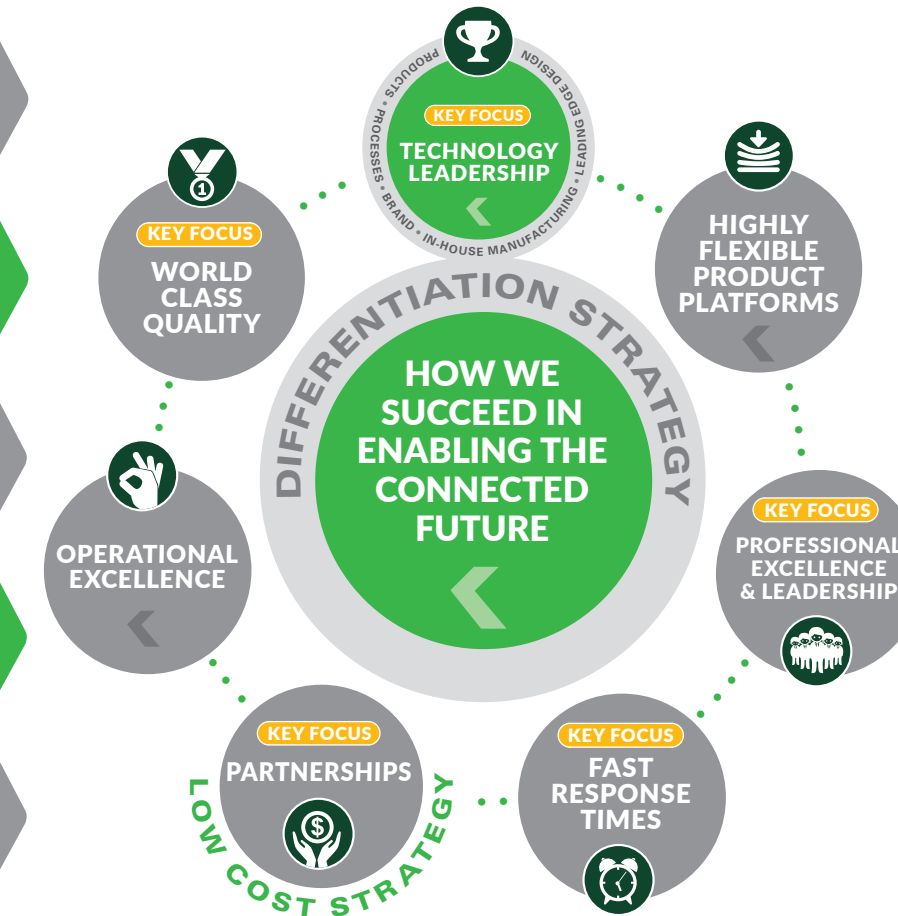 PRODUCTS • PROCESSES • BRAND • IN-HOUSE MANUFACTURING • LEADING EDGE DESIGN
KEY FOCUS
TECHNOLOGY
LEADERSHIP
1
KEY FOCUS
WORLD
CLASS
QUALITY
HIGHLY
FLEXIBLE
PRODUCT
PLATFORMS
DIFFERENTIATION STRATEGY
HOW WE
SUCCEED IN
ENABLING THE
CONNECTED
FUTURE
OPERATIONAL
EXCELLENCE
KEY FOCUS
PROFESSIONAL
EXCELLENCE
& LEADERSHIP
KEY FOCUS
PARTNERSHIPS
$
LOW COST STRATEGY
KEY FOCUS
FAST
RESPONSE
TIMES